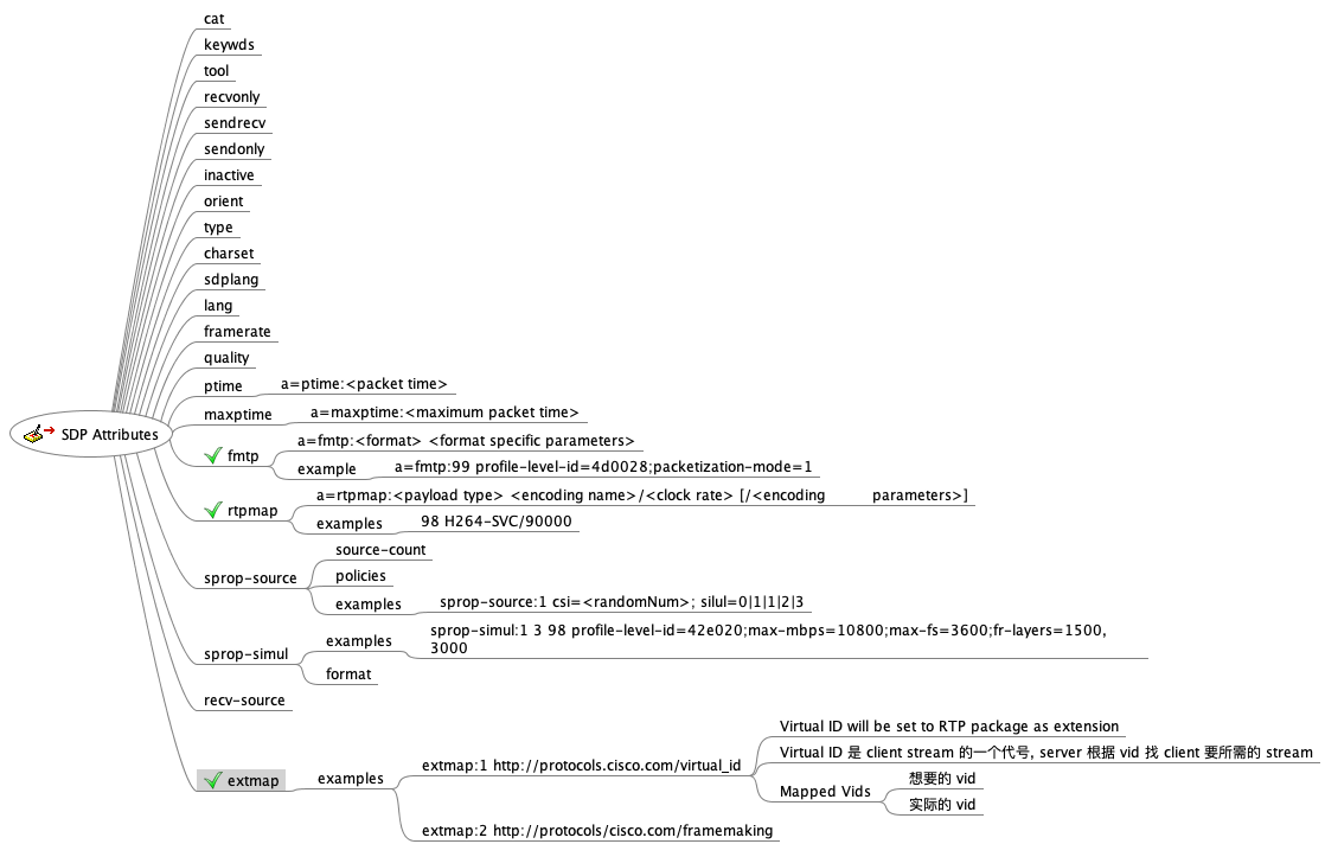 cat
keywds
tool
recvonly
sendrecv
sendonly
inactive
orient
type
charset
sdplang
lang
framerate
quality
ptime
a=ptime:<packet time>
maxptime
a=maxptime:<maximum packet time>
SDP Attributes
fmtp
a=fmtp:<format> <format specific parameters>
example
a=fmtp:99 profile-level-id=4d0028;packetization-mode=1
rtpmap
a=rtpmap:<payload type> <encoding name>/<clock rate> [/<encoding parameters>]
examples
98 H264-SVC/90000
sprop-source
source-count
policies
examples
sprop-source:1 csi=<randomNum>; silul=0|1|1|2|3
sprop-simul
examples
sprop-simul:1 3 98 profile-level-id=42e020;max-mbps=10800;max-fs=3600;fr-layers=1500,
3000
format
recv-source
extmap
examples
extmap:1 http://protocols.cisco.com/virtual_id
Virtual ID will be set to RTP package as extension
Virtual ID 是 client stream 的一个代号, server 根据 vid 找 client 要所需的 stream
Mapped Vids
想要的 vid
实际的 vid
extmap:2 http://protocols/cisco.com/framemaking